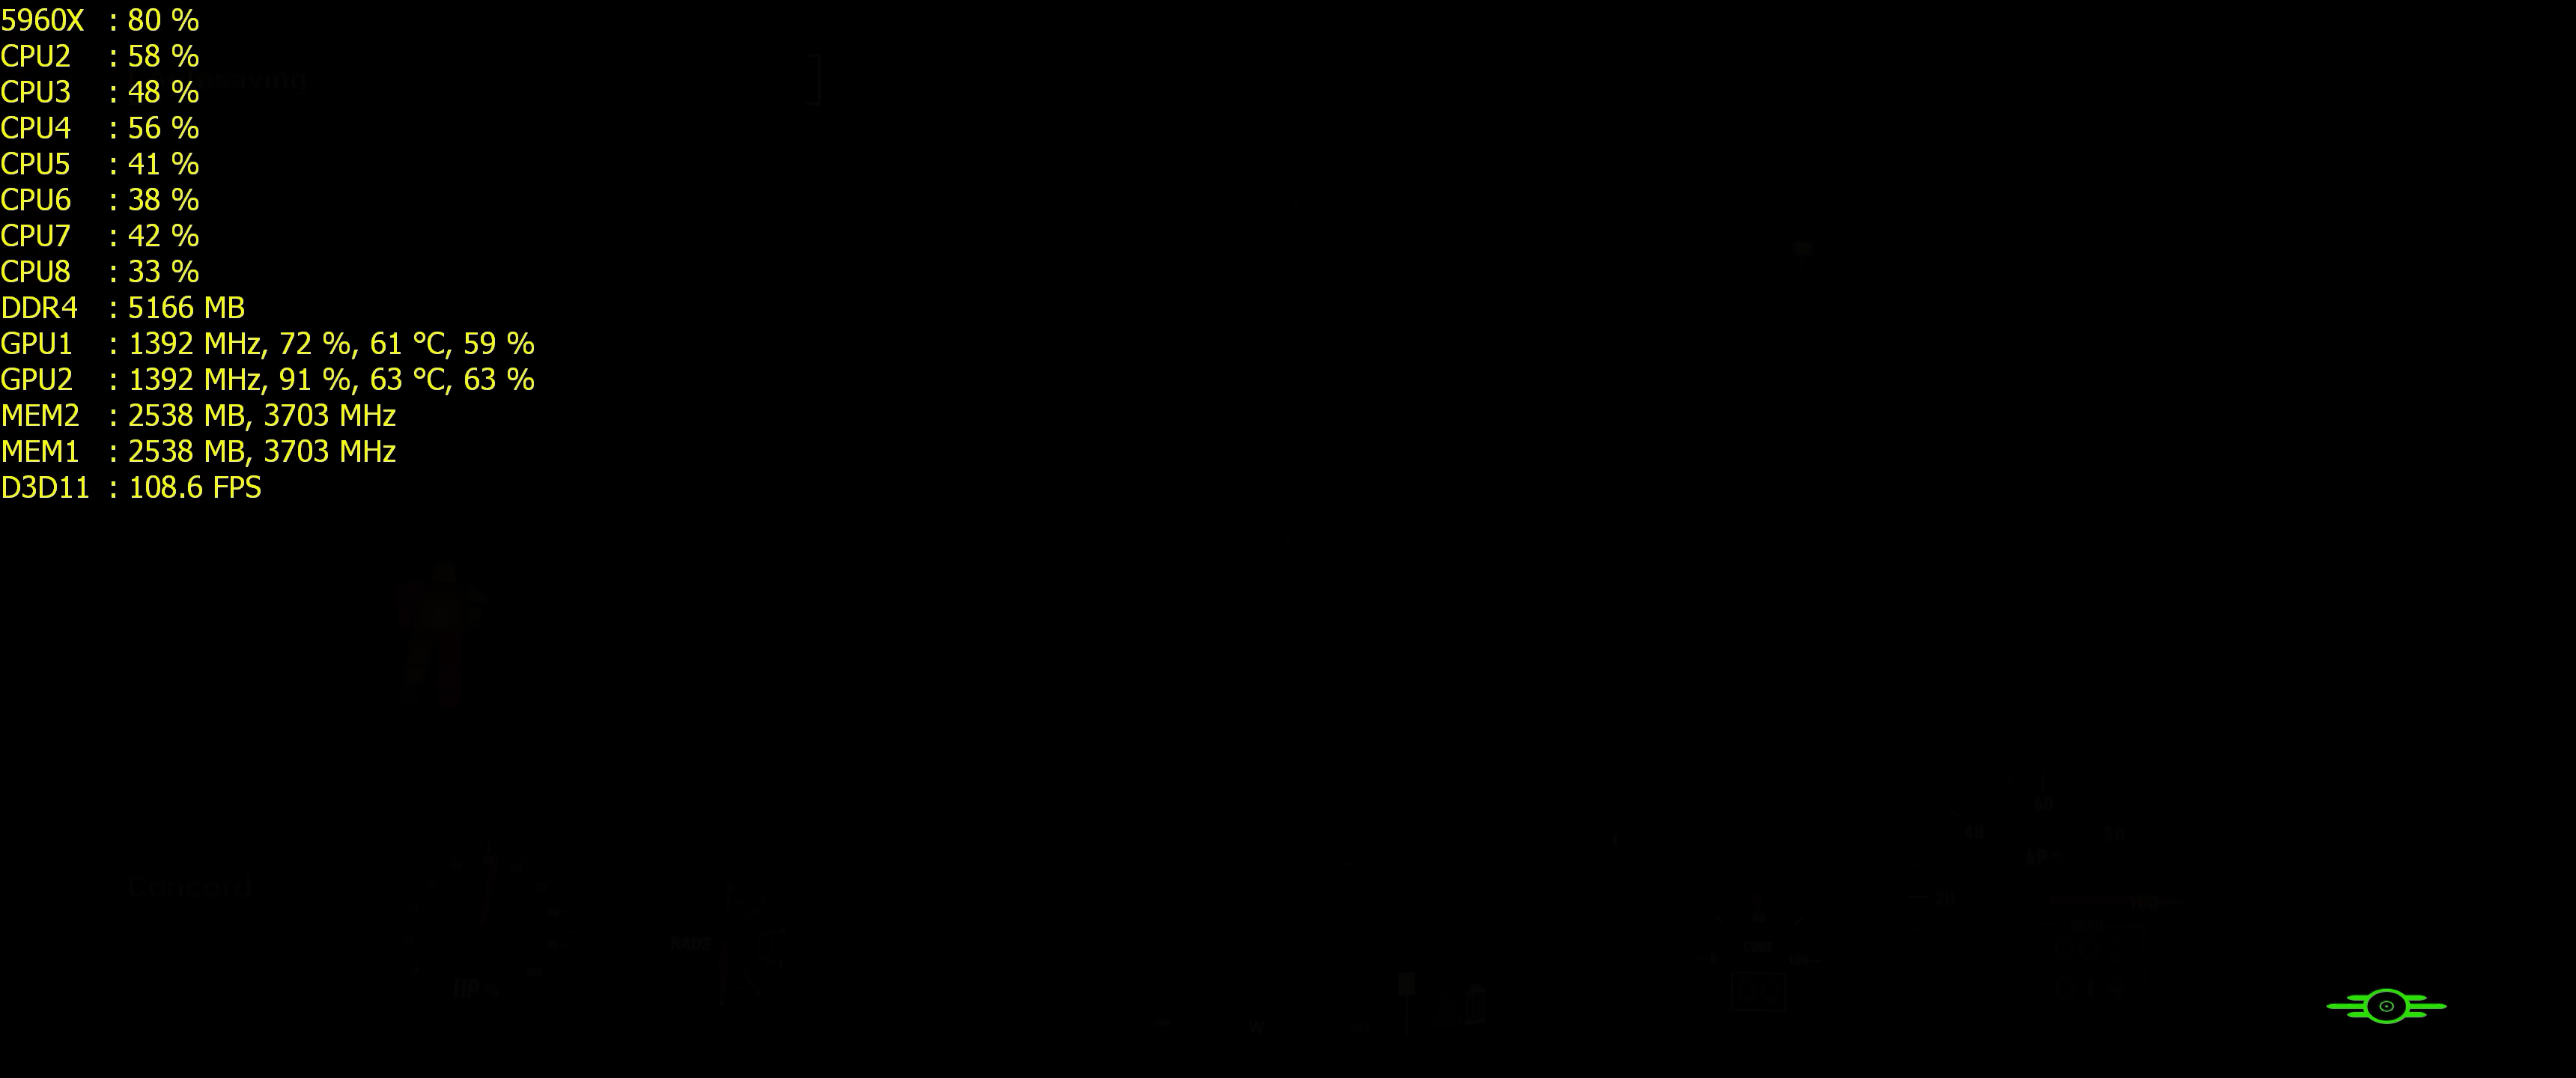 5960X : 80 %
CPU2 : 58 %
CPU3 : 48 %
CPU4 : 56 %
CPU5 : 41 %
CPU6 : 38 %
CPU7 : 42 %
CPU8 : 33 %
DDR4 : 5166 MB
GPU1 : 1392 MHz, 72 %, 61 °C, 59 %
GPU2 : 1392 MHz, 91 %, 63 °C, 63 %
MEM2 : 2538 MB, 3703 MHz
MEM1 : 2538 MB, 3703 MHz
D3D11 : 108.6 FPS
Concord
W